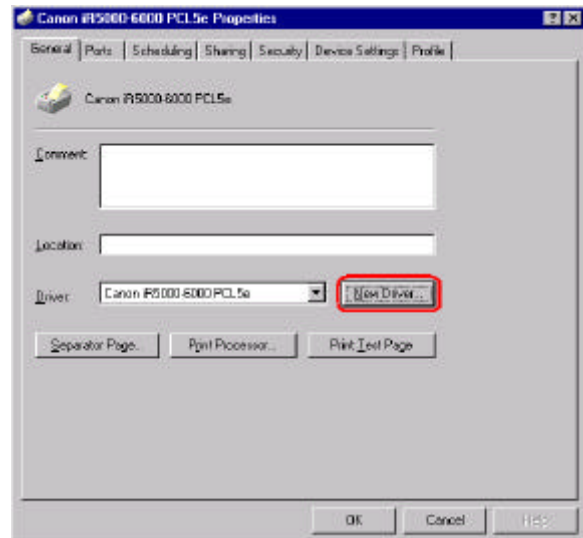 Canon iR5000-6000 PCL5e Properties
General Ports Scheduling Sharing Security Device Settings Profile
Canon iR5000-6000 PCL5e
Comment:
Location:
Driver: Canon iR5000-6000 PCL5e New Driver...
Separator Page... Print Processor... Print Test Page
OK Cancel Help